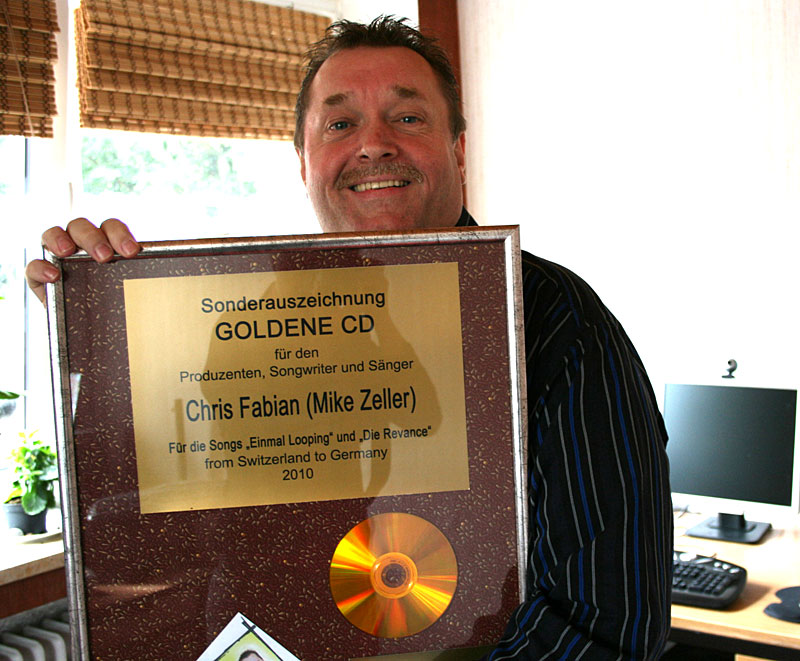 Sonderauszeichnung
GOLDENE CD
für den
Produzenten, Songwriter und Sänger
Chris Fabian (Mike Zeller)
Für die Songs „Einmal Looping“ und „Die Revance“
from Switzerland to Germany
2010